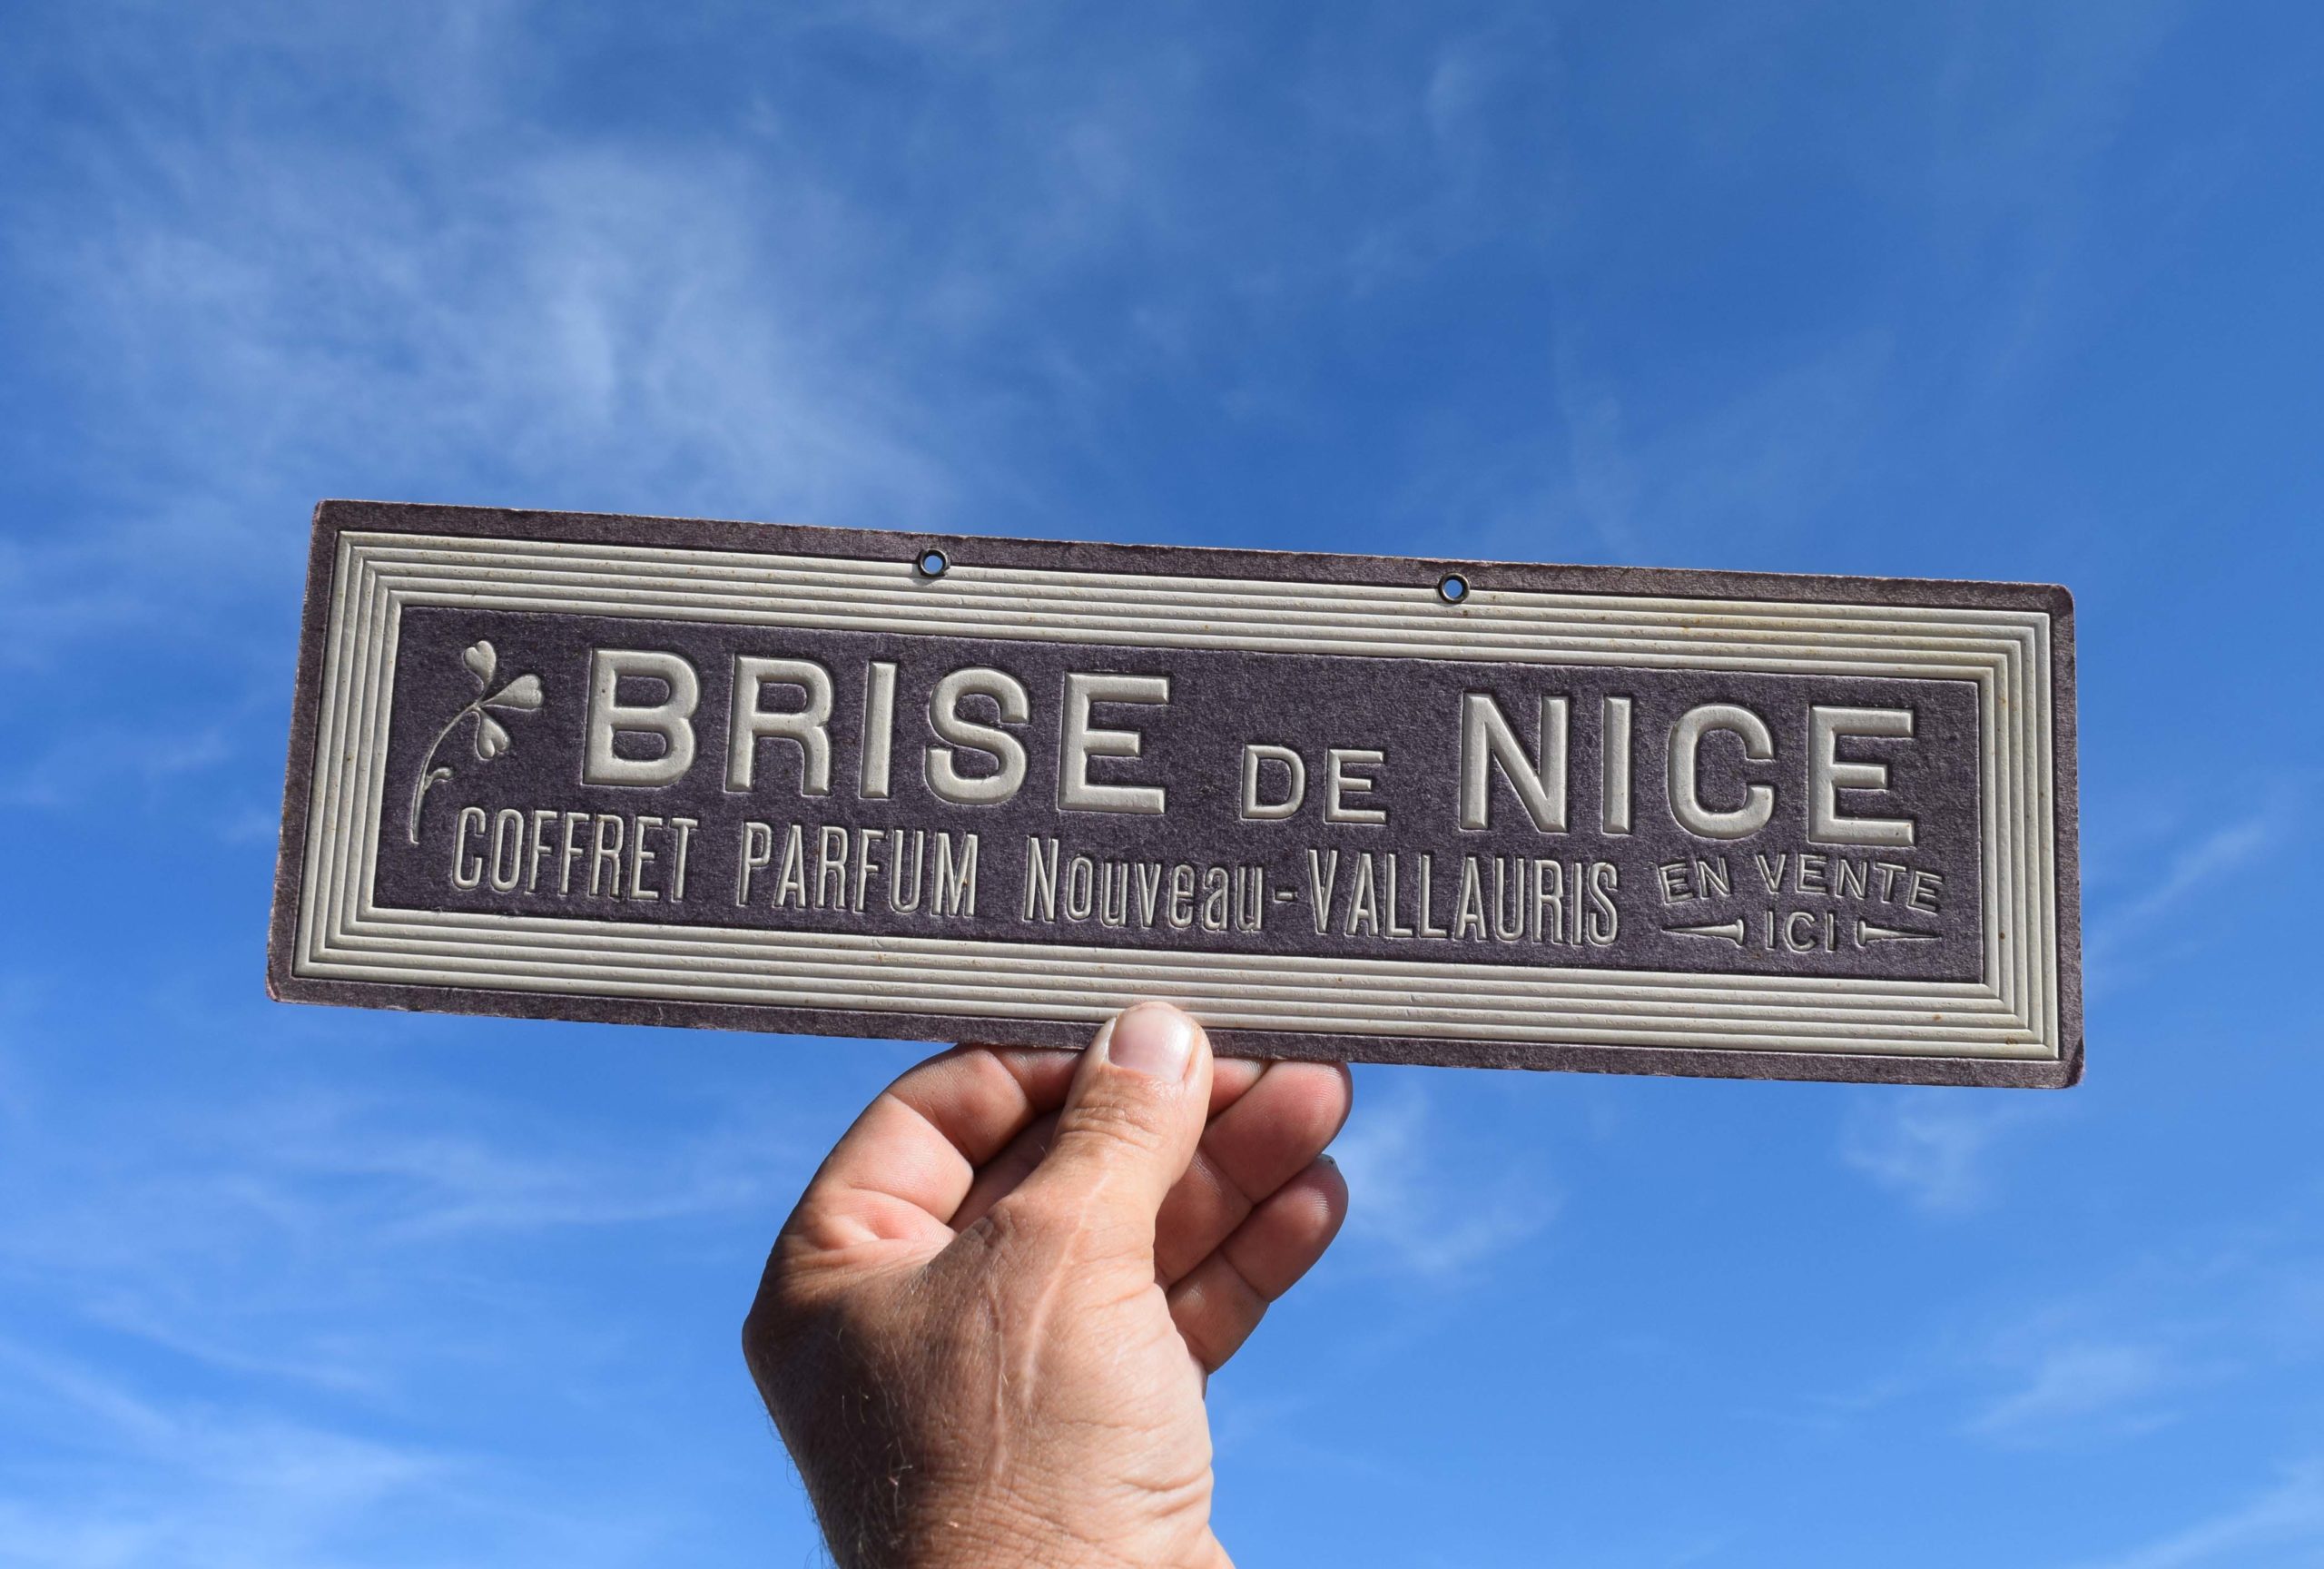 BRISE DE NICE
COFFRET PARFUM Nouveau-VALLAURIS
EN VENTE
ICI